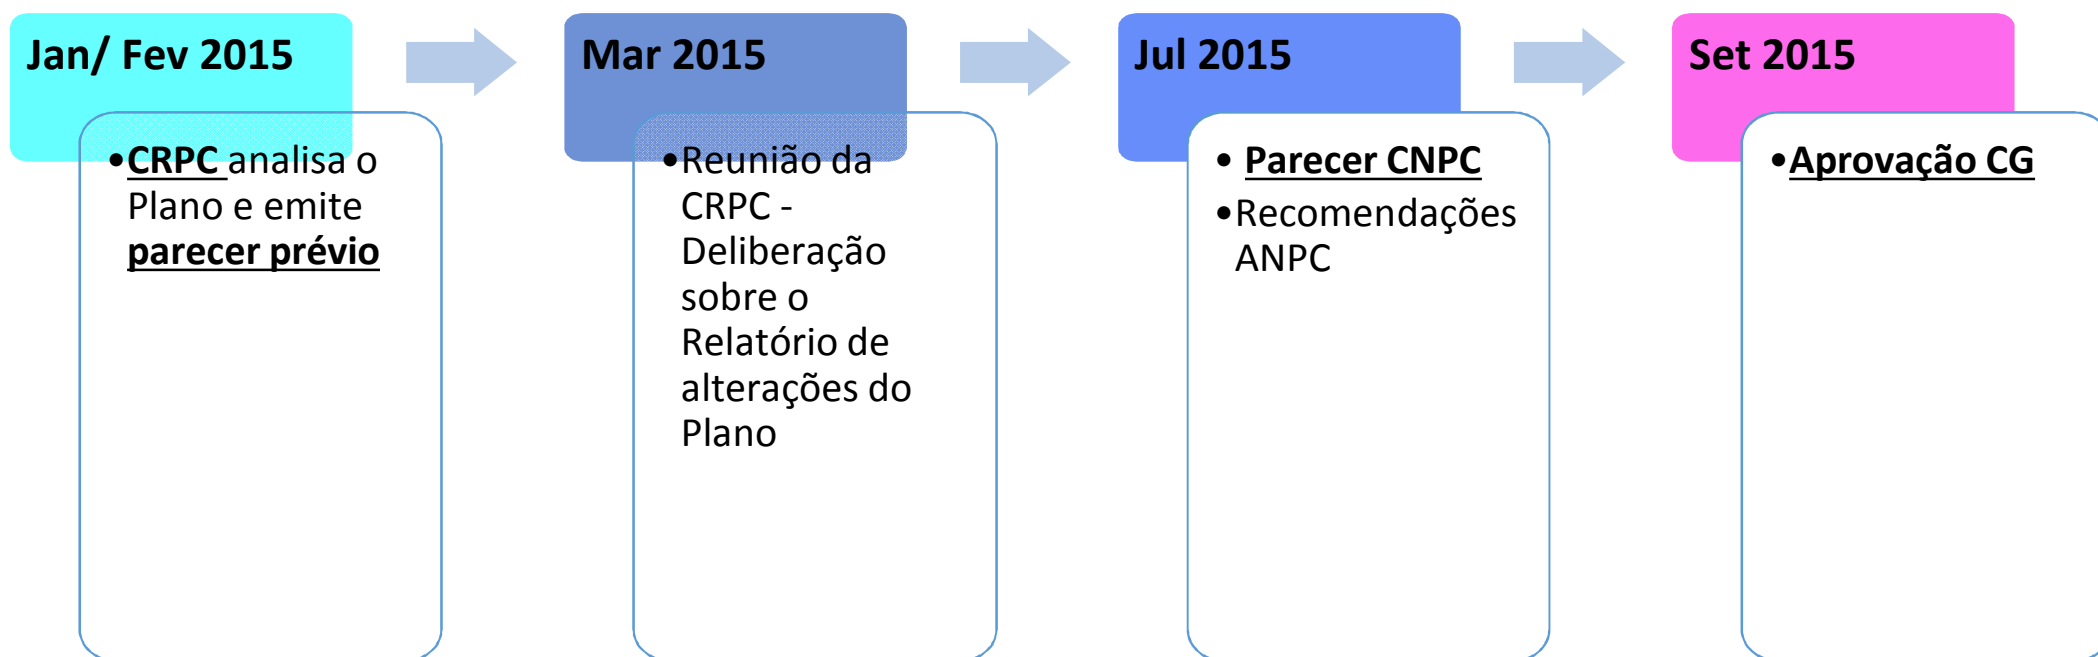 Jan/ Fev 2015
•CRPC analisa o
Plano e emite
parecer prévio
Mar 2015
•Reunião da
CRPC -
Deliberação
sobre o
Relatório de
alterações do
Plano
Jul 2015
• Parecer CNPC
•Recomendações
ANPC
Set 2015
•Aprovação CG